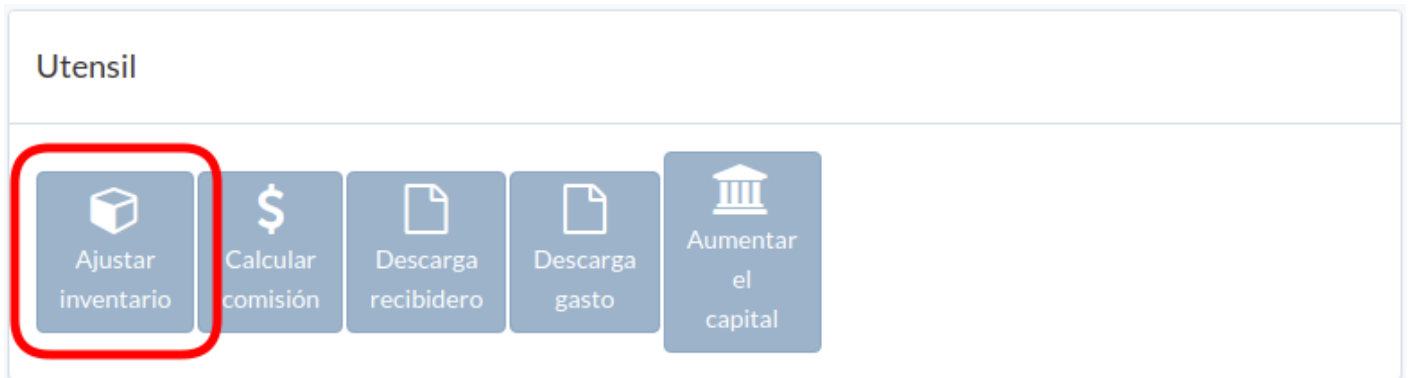 Utensil
Ajustar
inventario
$
Calcular
comisión
Descarga
recibidero
Descarga
gasto
Aumentar
el
capital